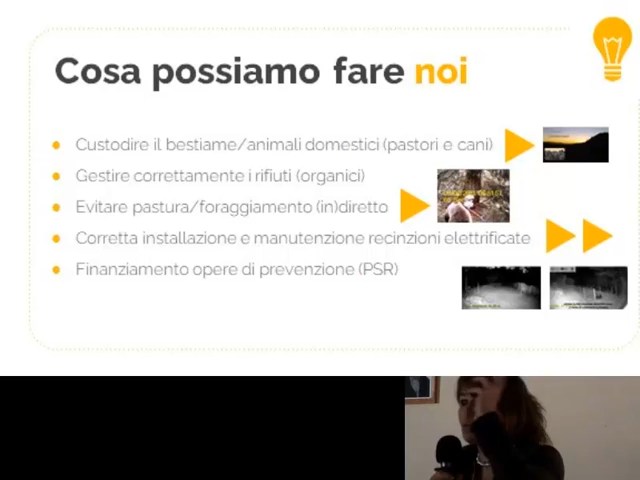 Cosa possiamo fare noi
Custodire il bestiame/animali domestici (pastori e cani)
Gestire correttamente i rifiuti (organici)
Evitare pastura/foraggiamento (in)diretto
Corretta installazione e manutenzione recinzioni elettrificate
Finanziamento opere di prevenzione (PSR)